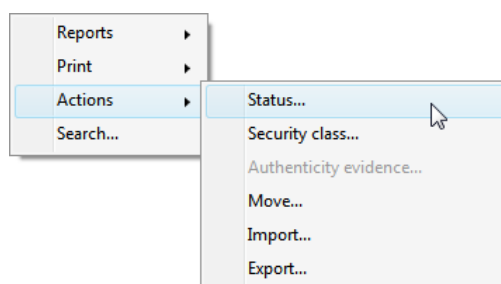 Reports
Print
Actions
Search...
Status...
Security class...
Authenticity evidence...
Move...
Import...
Export...